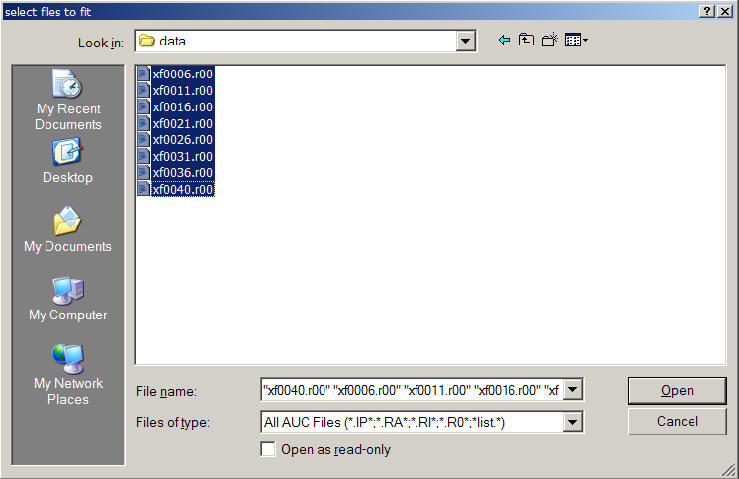 select files to fit
Look in: data
My Recent
Documents
Desktop
My Documents
My Computer
My Network
Places
xf0006.r00
xf0011.r00
xf0016.r00
xf0021.r00
xf0026.r00
xf0031.r00
xf0036.r00
xf0040.r00
File name: "xf0040.r00" "xf0006.r00" "xf0011.r00" "xf0016.r00" "xf
Open
Files of type: All AUC Files (*.IP*;*.RA*;*.RI*;*.R0*;*list.*)
Cancel
Open as read-only